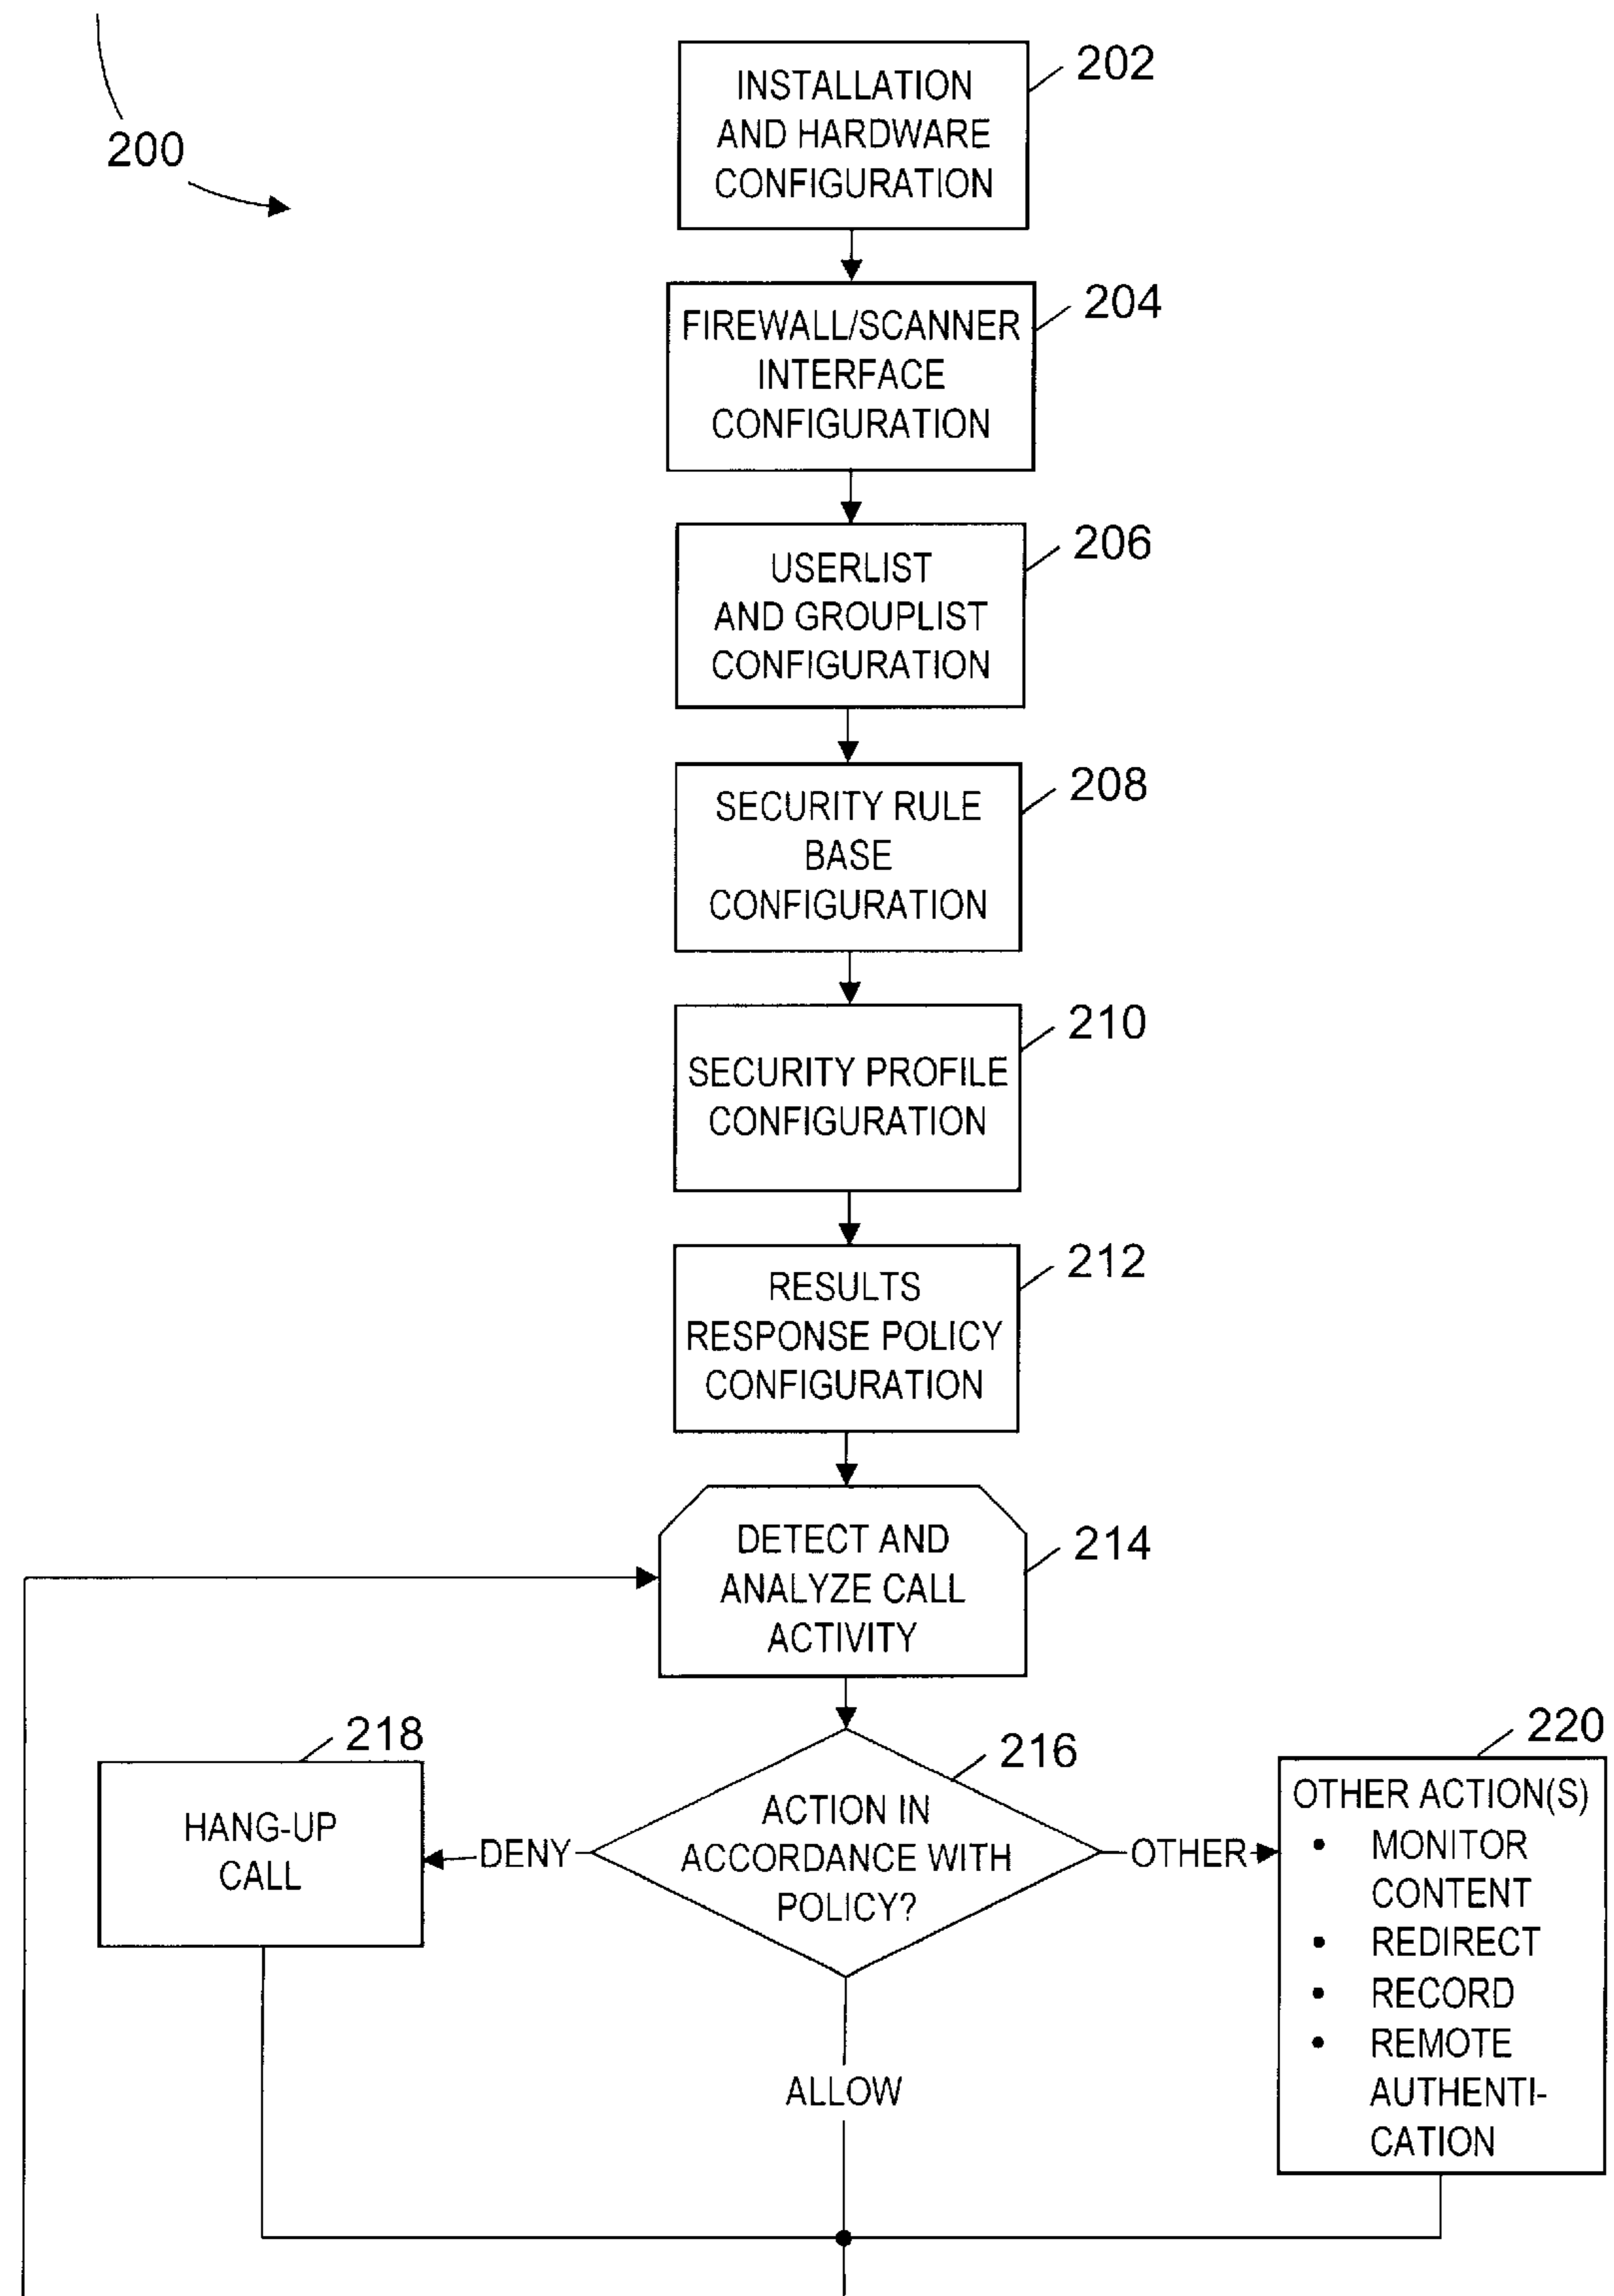 200
202
INSTALLATION
AND HARDWARE
CONFIGURATION
204
FIREWALL/SCANNER
INTERFACE
CONFIGURATION
206
USERLIST
AND GROUPLIST
CONFIGURATION
208
SECURITY RULE
BASE
CONFIGURATION
210
SECURITY PROFILE
CONFIGURATION
212
RESULTS
RESPONSE POLICY
CONFIGURATION
214
DETECT AND
ANALYZE CALL
ACTIVITY
218
HANG-UP
CALL
DENY
216
ACTION IN
ACCORDANCE WITH
POLICY?
OTHER
220
OTHER ACTION(S)
• MONITOR
CONTENT
• REDIRECT
• RECORD
• REMOTE
AUTHENTI-
CATION
ALLOW